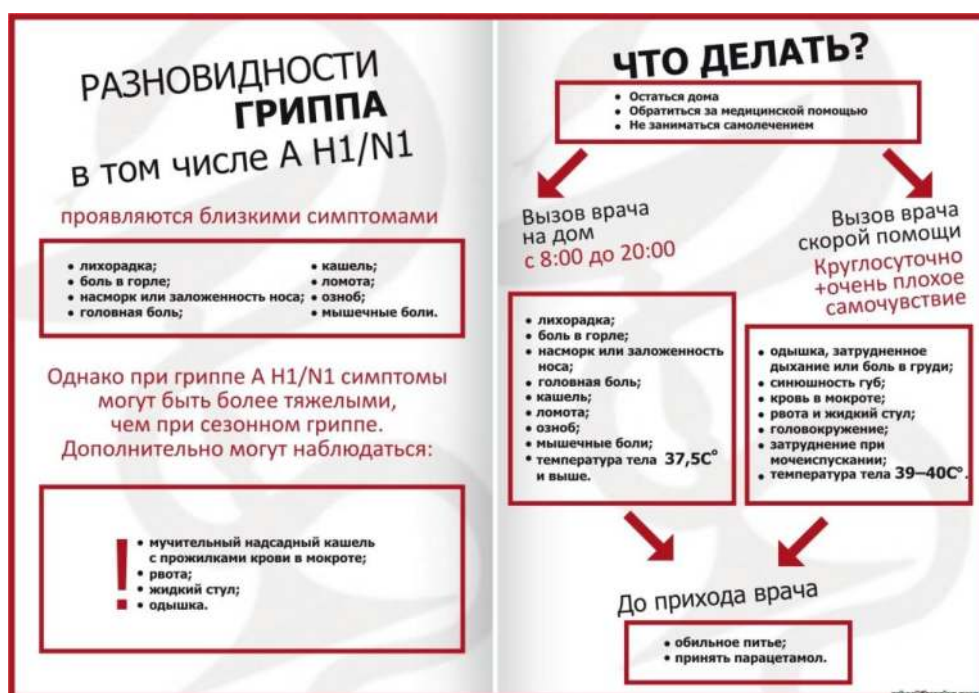 РАЗНОВИДНОСТИ
ГРИППА
в том числе A H1/N1
проявляются близкими симптомами
• лихорадка;
• боль в горле;
• насморк или заложенность носа;
• головная боль;
• кашель;
• ломота;
• озноб;
• мышечные боли.
Однако при гриппе A H1/N1 симптомы
могут быть более тяжелыми,
чем при сезонном гриппе.
Дополнительно могут наблюдаться:
!
• мучительный надсадный кашель
с прожилками крови в мокроте;
• рвота;
• жидкий стул;
• одышка.
ЧТО ДЕЛАТЬ?
• Остаться дома
• Обратиться за медицинской помощью
• Не заниматься самолечением
Вызов врача
на дом
с 8:00 до 20:00
• лихорадка;
• боль в горле;
• насморк или заложенность
носа;
• головная боль;
• кашель;
• ломота;
• озноб;
• мышечные боли;
• температура тела 37,5C°
и выше.
Вызов врача
скорой помощи
Круглосуточно
+очень плохое
самочувствие
• одышка, затрудненное
дыхание или боль в груди;
• синюшность губ;
• кровь в мокроте;
• рвота и жидкий стул;
• головокружение;
• затруднение при
мочеиспускании;
• температура тела 39–40C°.
До прихода врача
• обильное питье;
• принять парацетамол.